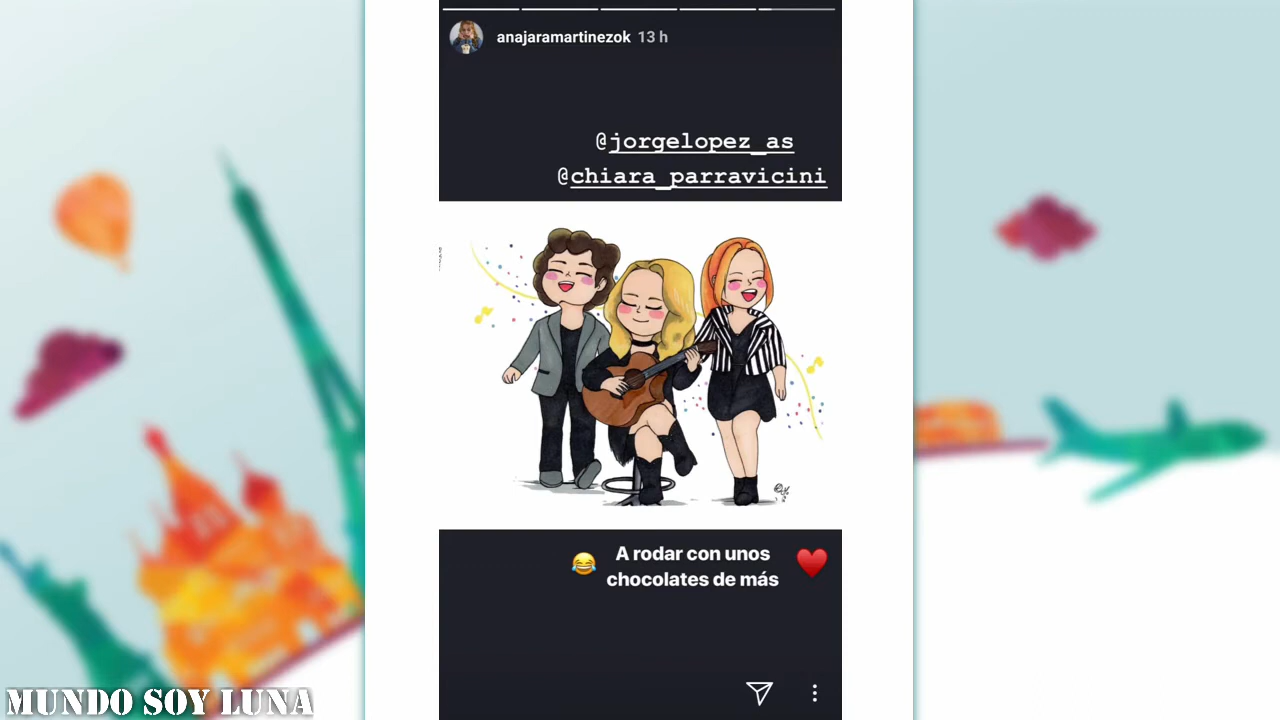 anajaramartinezok 13 h
@jorgelopez_as
@chiara_parravicini
A rodar con unos
chocolates de más
MUNDO SOY LUNA